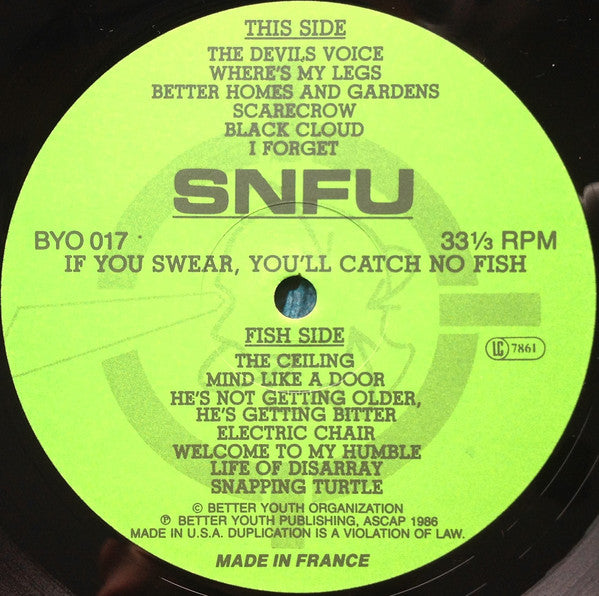 THIS SIDE
THE DEVILS VOICE
WHERE'S MY LEGS
BETTER HOMES AND GARDENS
SCARECROW
BLACK CLOUD
I FORGET
SNFU
BYO 017
33⅓ RPM
IF YOU SWEAR, YOU'LL CATCH NO FISH
FISH SIDE
LC 7861
THE CEILING
MIND LIKE A DOOR
HE'S NOT GETTING OLDER,
HE'S GETTING BITTER
ELECTRIC CHAIR
WELCOME TO MY HUMBLE
LIFE OF DISARRAY
SNAPPING TURTLE
© BETTER YOUTH ORGANIZATION
℗ BETTER YOUTH PUBLISHING, ASCAP 1986
MADE IN U.S.A. DUPLICATION IS A VIOLATION OF LAW.
MADE IN FRANCE